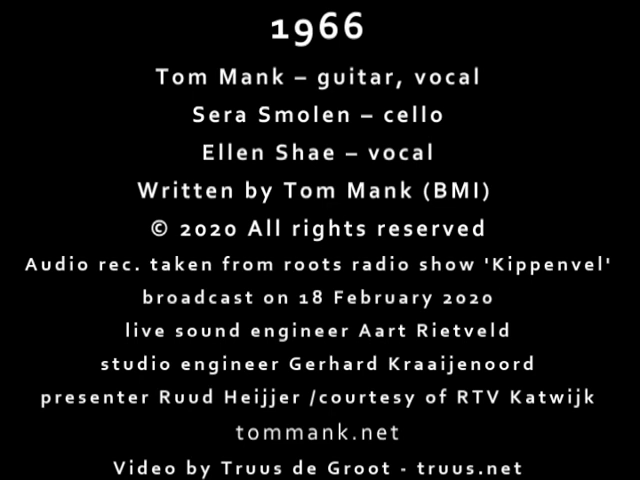 1966
Tom Mank – guitar, vocal
Sera Smolen – cello
Ellen Shae – vocal
Written by Tom Mank (BMI)
© 2020 All rights reserved
Audio rec. taken from roots radio show 'Kippenvel'
broadcast on 18 February 2020
live sound engineer Aart Rietveld
studio engineer Gerhard Kraaijenoord
presenter Ruud Heijjer /courtesy of RTV Katwijk
tommank.net
Video by Truus de Groot - truus.net